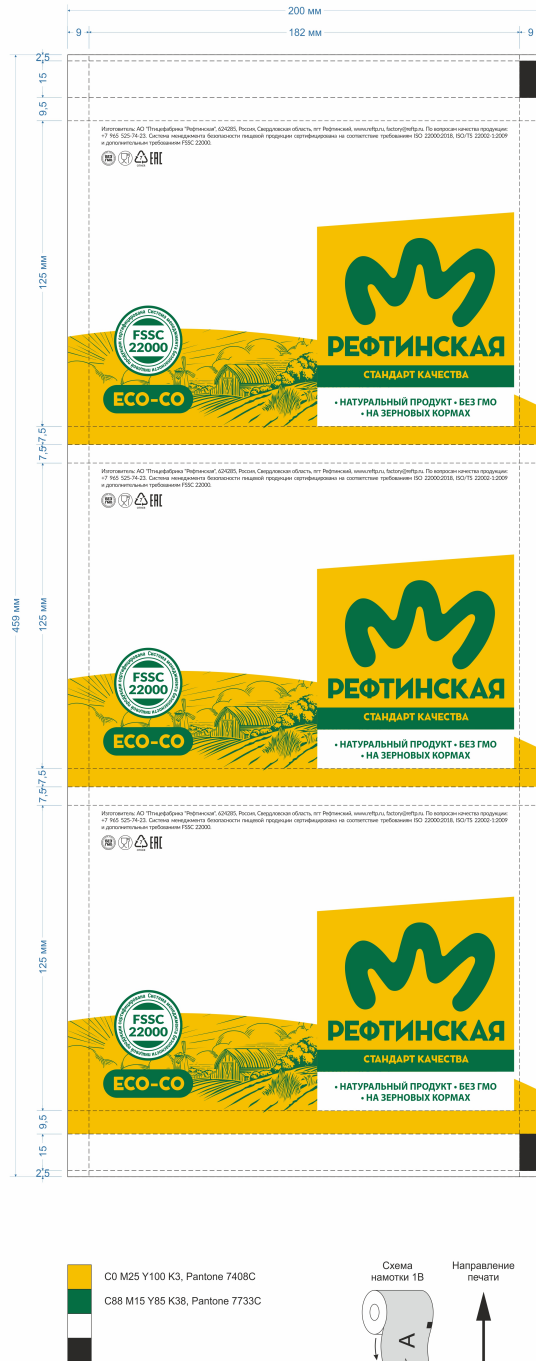 200 мм
9
182 мм
9
2,5
15
9,5
Изготовитель: АО "Птицефабрика "Рефтинская", 624285, Россия, Свердловская область, пгт Рефтинский, www.reftp.ru, factory@reftp.ru. По вопросам качества продукции:
+7 965 525-74-23. Система менеджмента безопасности пищевой продукции сертифицирована на соответствие требованиям ISO 22000:2018, ISO/TS 22002-1:2009
и дополнительным требованиям FSSC 22000.
БЕЗ ГМО
EAC
125 мм
FSSC
22000
ECO-CO
РЕФТИНСКАЯ
СТАНДАРТ КАЧЕСТВА
• НАТУРАЛЬНЫЙ ПРОДУКТ • БЕЗ ГМО
• НА ЗЕРНОВЫХ КОРМАХ
7,5
7,5
Изготовитель: АО "Птицефабрика "Рефтинская", 624285, Россия, Свердловская область, пгт Рефтинский, www.reftp.ru, factory@reftp.ru. По вопросам качества продукции:
+7 965 525-74-23. Система менеджмента безопасности пищевой продукции сертифицирована на соответствие требованиям ISO 22000:2018, ISO/TS 22002-1:2009
и дополнительным требованиям FSSC 22000.
БЕЗ ГМО
EAC
459 мм
125 мм
FSSC
22000
ECO-CO
РЕФТИНСКАЯ
СТАНДАРТ КАЧЕСТВА
• НАТУРАЛЬНЫЙ ПРОДУКТ • БЕЗ ГМО
• НА ЗЕРНОВЫХ КОРМАХ
7,5
7,5
Изготовитель: АО "Птицефабрика "Рефтинская", 624285, Россия, Свердловская область, пгт Рефтинский, www.reftp.ru, factory@reftp.ru. По вопросам качества продукции:
+7 965 525-74-23. Система менеджмента безопасности пищевой продукции сертифицирована на соответствие требованиям ISO 22000:2018, ISO/TS 22002-1:2009
и дополнительным требованиям FSSC 22000.
БЕЗ ГМО
EAC
125 мм
FSSC
22000
ECO-CO
РЕФТИНСКАЯ
СТАНДАРТ КАЧЕСТВА
• НАТУРАЛЬНЫЙ ПРОДУКТ • БЕЗ ГМО
• НА ЗЕРНОВЫХ КОРМАХ
9,5
15
2,5
C0 M25 Y100 K3, Pantone 7408C
C88 M15 Y85 K38, Pantone 7733C
Схема
намотки 1В
Направление
печати
A